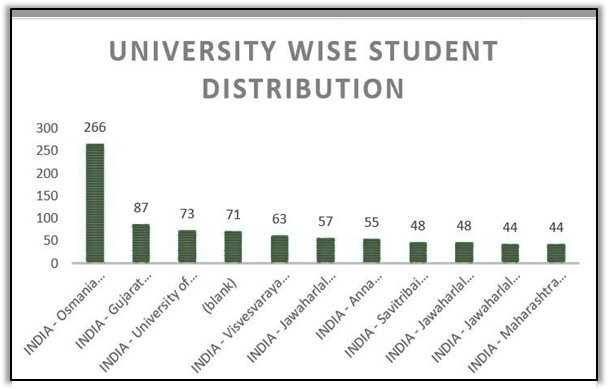 UNIVERSITY WISE STUDENT
DISTRIBUTION
300
250
200
150
100
50
0
266
87
73
71
63
57
55
48
48
44
44
INDIA - Osmania...
INDIA - Gujarat...
INDIA - University of...
(blank)
INDIA - Visvesvaraya...
INDIA - Jawaharlal...
INDIA - Anna...
INDIA - Savitribai...
INDIA - Jawaharlal...
INDIA - Jawaharlal...
INDIA - Maharashtra...